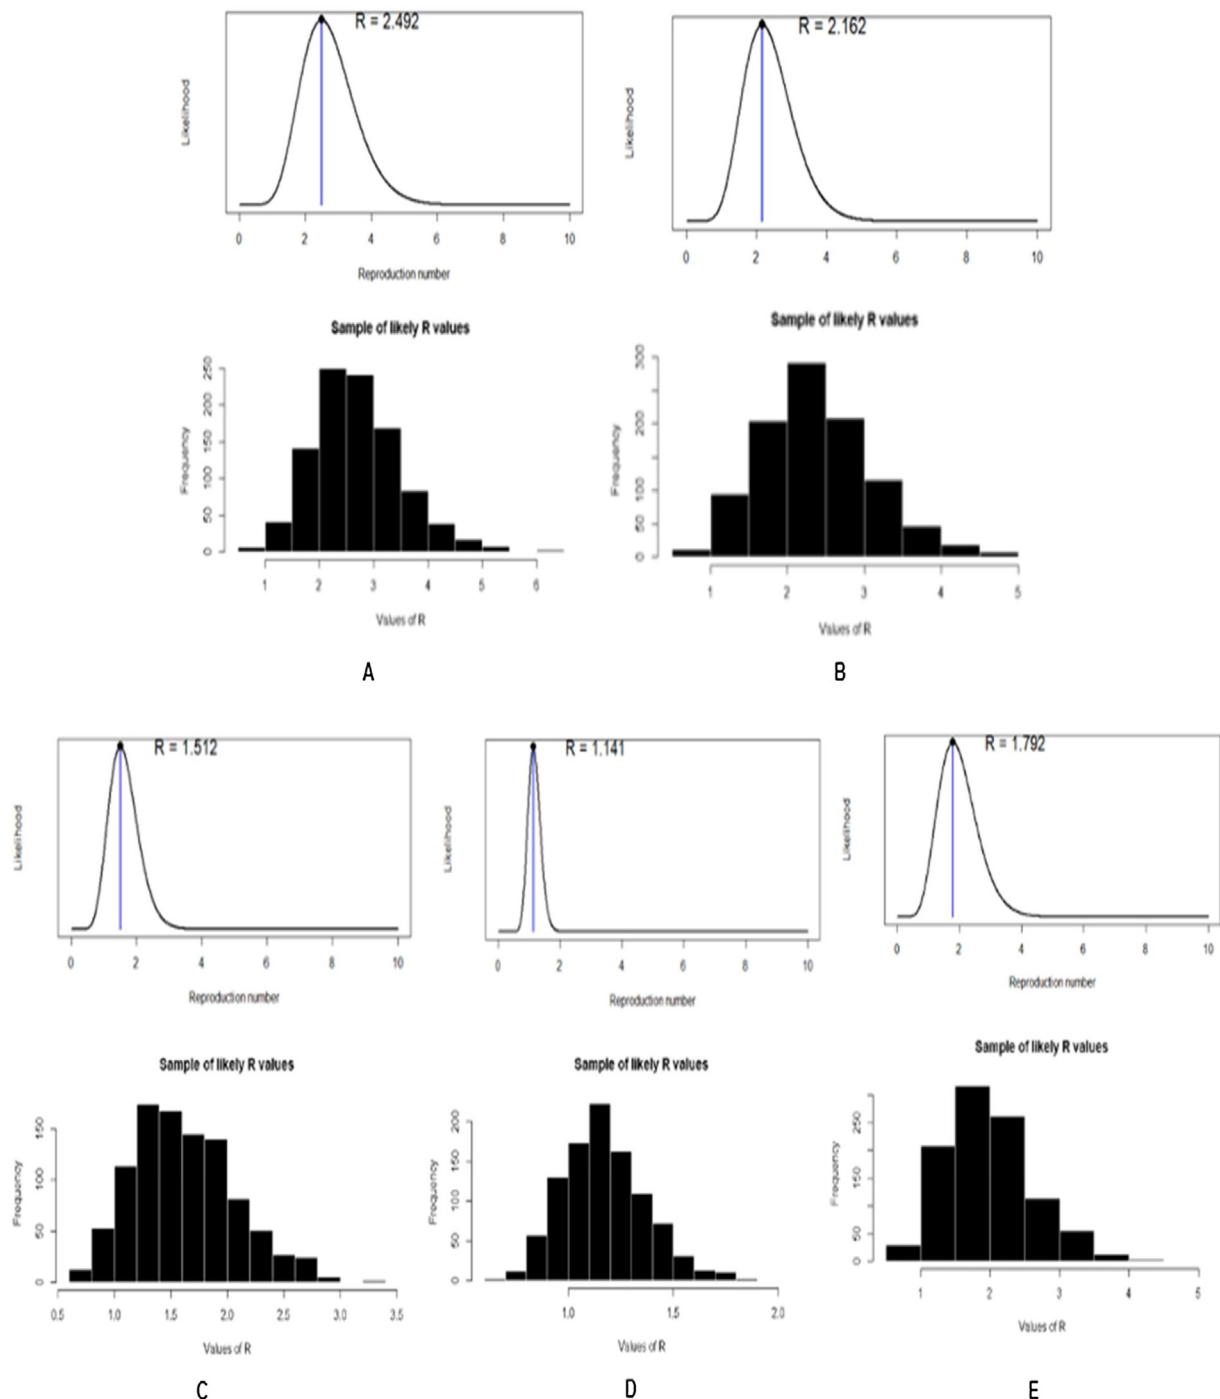 R = 2.492
Likelihood
0 2 4 6 8 10
Reproduction number
Sample of likely R values
Frequency
0 50 100 150 200 250
1 2 3 4 5 6
Values of R
A
R = 2.162
Likelihood
0 2 4 6 8 10
Sample of likely R values
Frequency
0 50 100 200 300
1 2 3 4 5
Values of R
B
R = 1.512
Likelihood
0 2 4 6 8 10
Reproduction number
Sample of likely R values
Frequency
0 50 100 150
0.5 1.0 1.5 2.0 2.5 3.0 3.5
Values of R
C
R = 1.141
Likelihood
0 2 4 6 8 10
Reproduction number
Sample of likely R values
Frequency
0 50 100 150 200
1.0 1.5 2.0
Values of R
D
R = 1.792
Likelihood
0 2 4 6 8 10
Reproduction number
Sample of likely R values
Frequency
0 50 150 250
1 2 3 4 5
Values of R
E